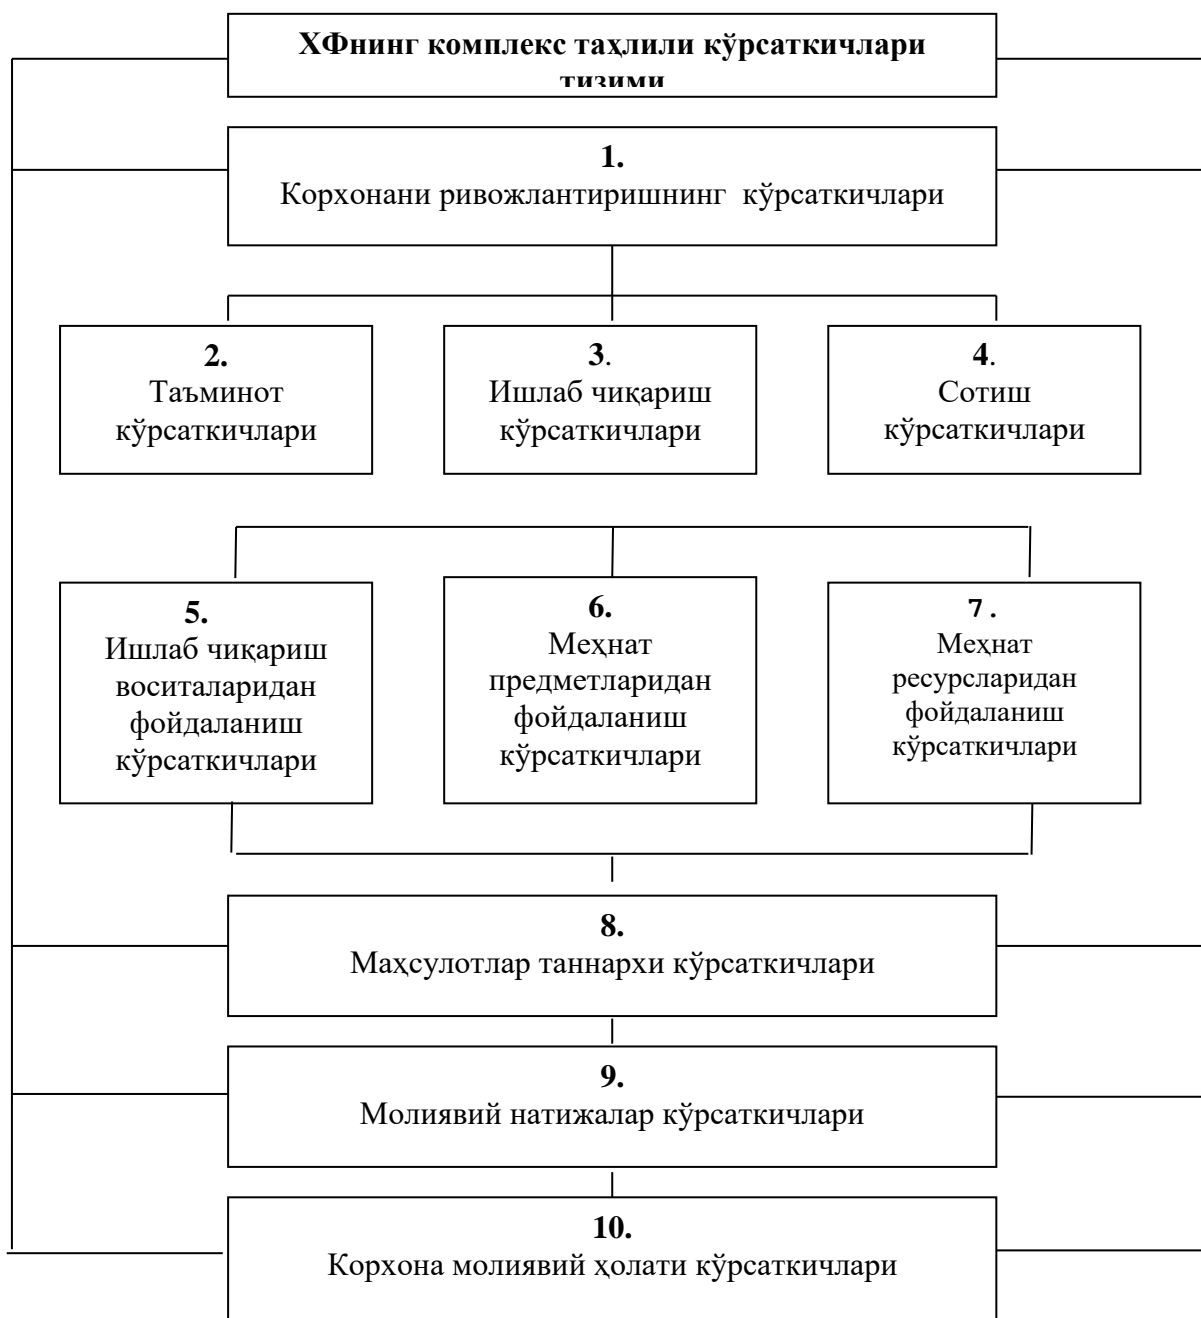 ХФнинг комплекс таҳлили кўрсаткичлари
тизими
1.
Корхонани ривожлантиришнинг кўрсаткичлари
2.
Таъминот
кўрсаткичлари
3.
Ишлаб чиқариш
кўрсаткичлари
4.
Сотиш
кўрсаткичлари
5.
Ишлаб чиқариш
воситаларидан
фойдаланиш
кўрсаткичлари
6.
Меҳнат
предметларидан
фойдаланиш
кўрсаткичлари
7.
Меҳнат
ресурсларидан
фойдаланиш
кўрсаткичлари
8.
Маҳсулотлар таннархи кўрсаткичлари
9.
Молиявий натижалар кўрсаткичлари
10.
Корхона молиявий ҳолати кўрсаткичлари